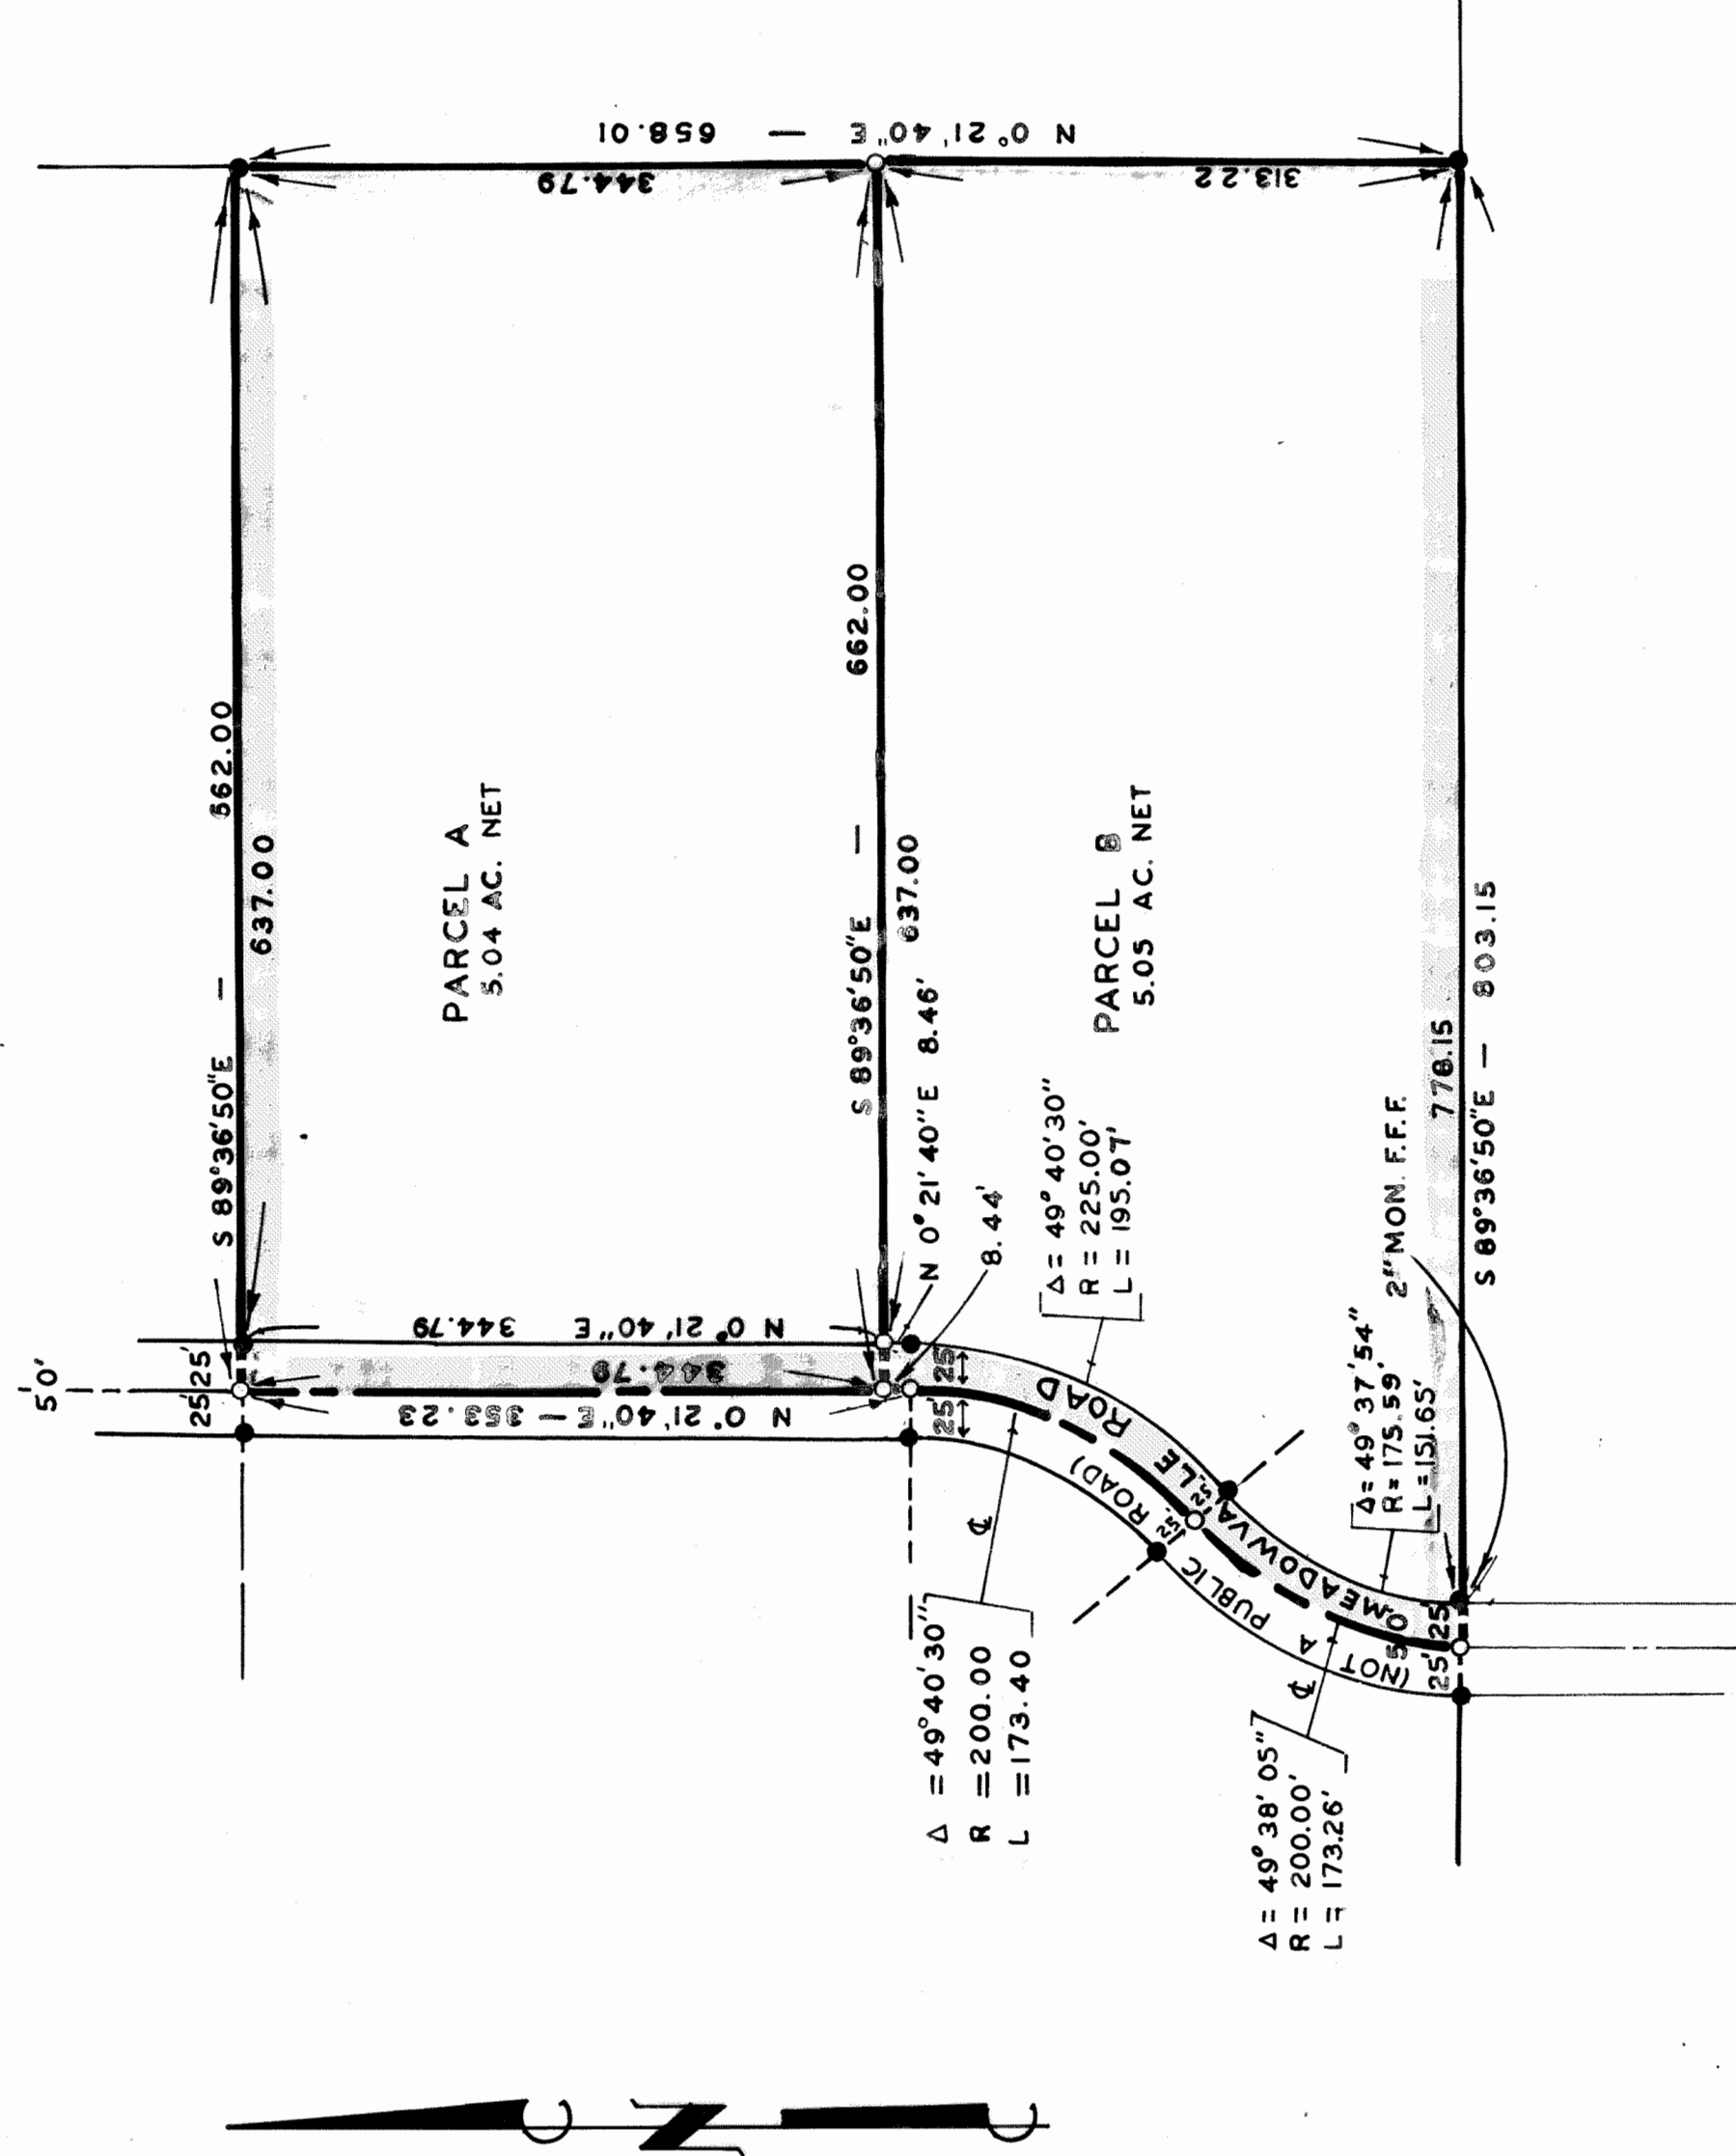 N 0° 21' 40" E — 658.01
344.79
313.22
S 89°36'50"E — 662.00
637.00
PARCEL A
5.04 AC. NET
S 89°36'50"E — 662.00
637.00
PARCEL B
5.05 AC. NET
N 0° 21' 40" E 344.79
344.79
N 0° 21' 40" E — 353.23
50'
25'
25'
N 0° 21' 40" E 8.46'
8.44'
25'
25'
Δ = 49° 40' 30"
R = 225.00'
L = 195.07'
Δ = 49° 40' 30"
R = 200.00
L = 173.40
℄
MEADOWVALLE ROAD
(NOT A PUBLIC ROAD)
25'
25'
50'
Δ = 49° 37' 54"
R = 175.59'
L = 151.65'
2" MON. F.F.F.
778.15
S 89°36'50"E — 803.15
25'
25'
℄
Δ = 49° 38' 05"
R = 200.00'
L = 173.26'
N